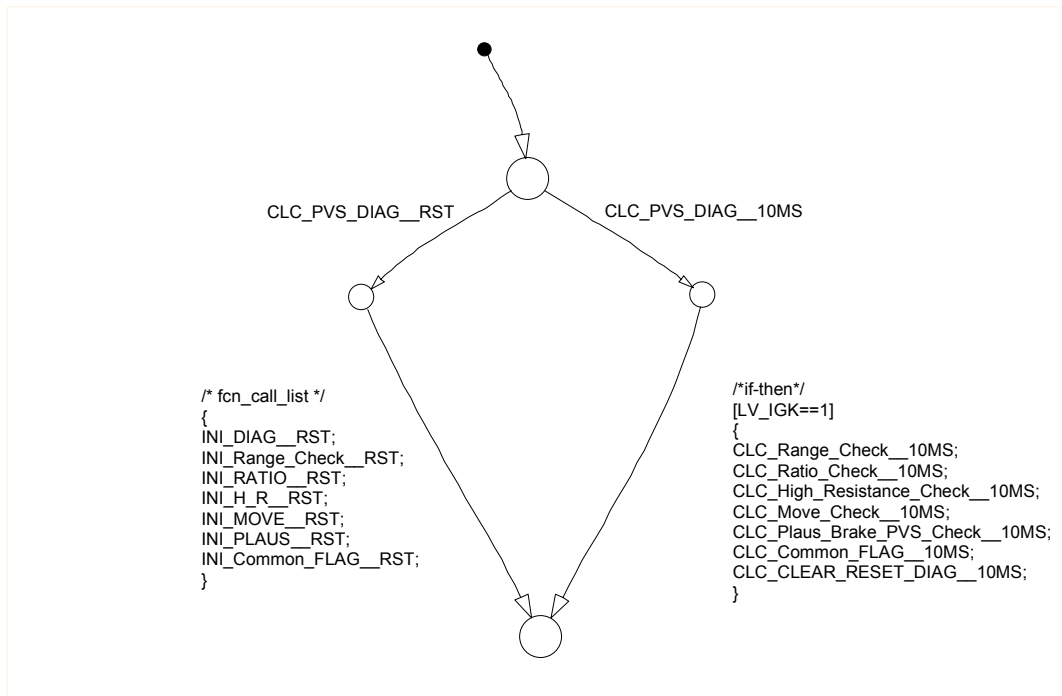 CLC_PVS_DIAG__RST
CLC_PVS_DIAG__10MS
/* fcn_call_list */
{
INI_DIAG__RST;
INI_Range_Check__RST;
INI_RATIO__RST;
INI_H_R__RST;
INI_MOVE__RST;
INI_PLAUS__RST;
INI_Common_FLAG__RST;
}
/*if-then*/
[LV_IGK==1]
{
CLC_Range_Check__10MS;
CLC_Ratio_Check__10MS;
CLC_High_Resistance_Check__10MS;
CLC_Move_Check__10MS;
CLC_Plaus_Brake_PVS_Check__10MS;
CLC_Common_FLAG__10MS;
CLC_CLEAR_RESET_DIAG__10MS;
}